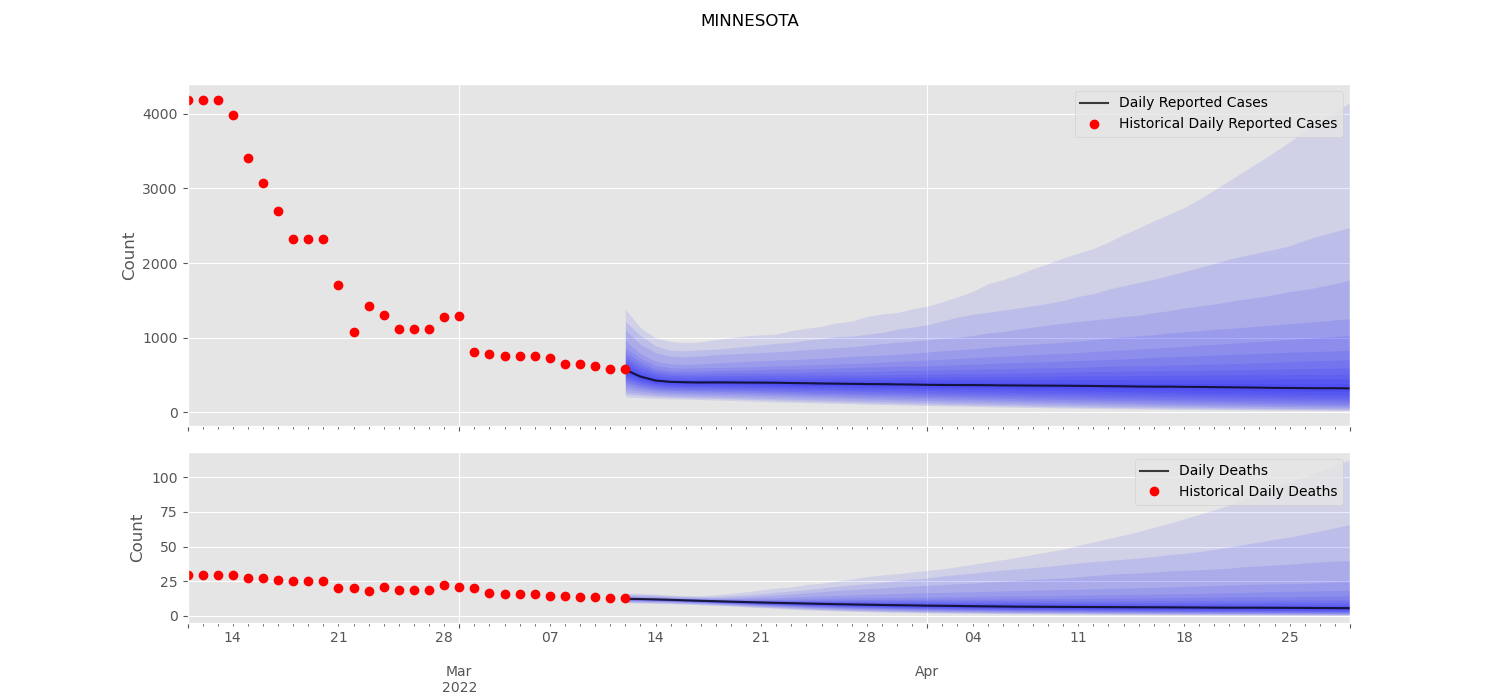 MINNESOTA
Daily Reported Cases
Historical Daily Reported Cases
4000
3000
2000
1000
0
Count
Daily Deaths
Historical Daily Deaths
100
75
50
25
0
Count
14 21 28 07 14 21 28 04 11 18 25
Mar Apr
2022